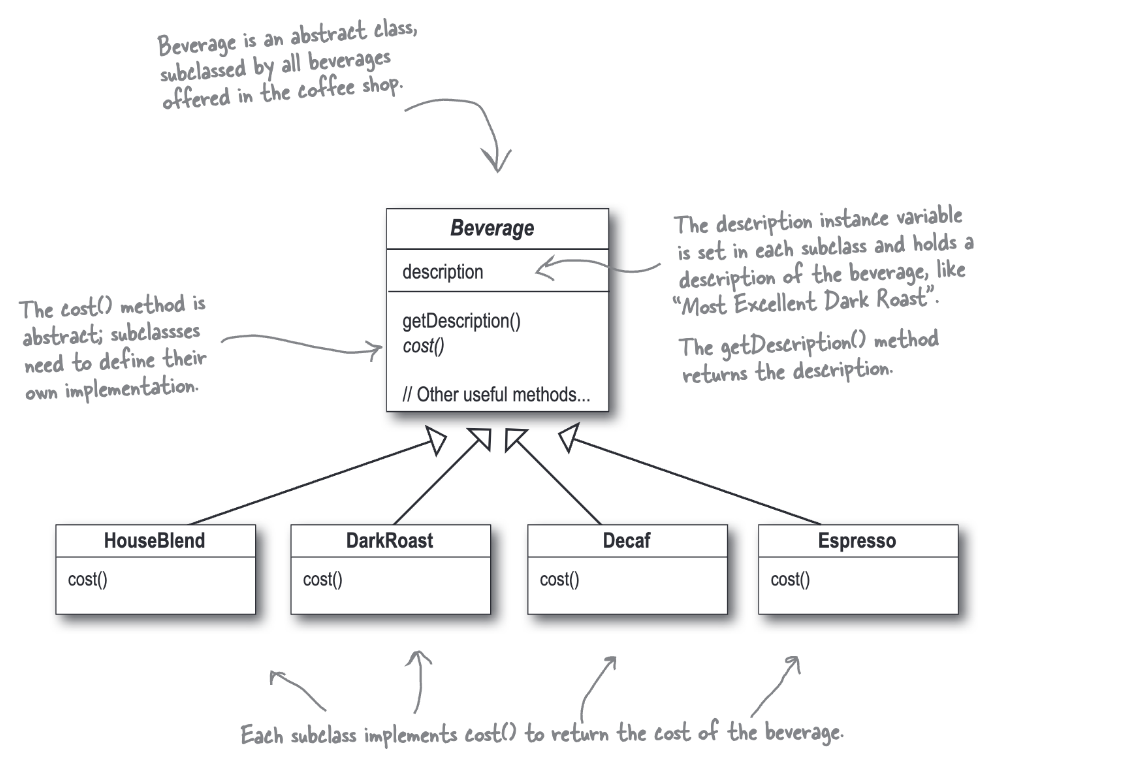 Beverage is an abstract class,
subclassed by all beverages
offered in the coffee shop.
Beverage
description
getDescription()
cost()
// Other useful methods...
The description instance variable
is set in each subclass and holds a
description of the beverage, like
“Most Excellent Dark Roast”.
The getDescription() method
returns the description.
The cost() method is
abstract; subclassses
need to define their
own implementation.
HouseBlend
cost()
DarkRoast
cost()
Decaf
cost()
Espresso
cost()
Each subclass implements cost() to return the cost of the beverage.